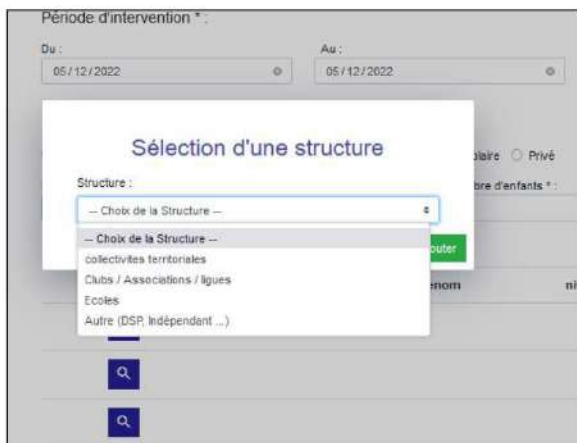 Période d'intervention * :
Du :
Au :
05/12/2022
05/12/2022
Sélection d'une structure
olaire Privé
Structure :
bre d'enfants * :
-- Choix de la Structure --
-- Choix de la Structure --
outer
collectivites territoriales
Clubs / Associations / ligues
enom
ni
Ecoles
Autre (DSP, Indépendant ...)